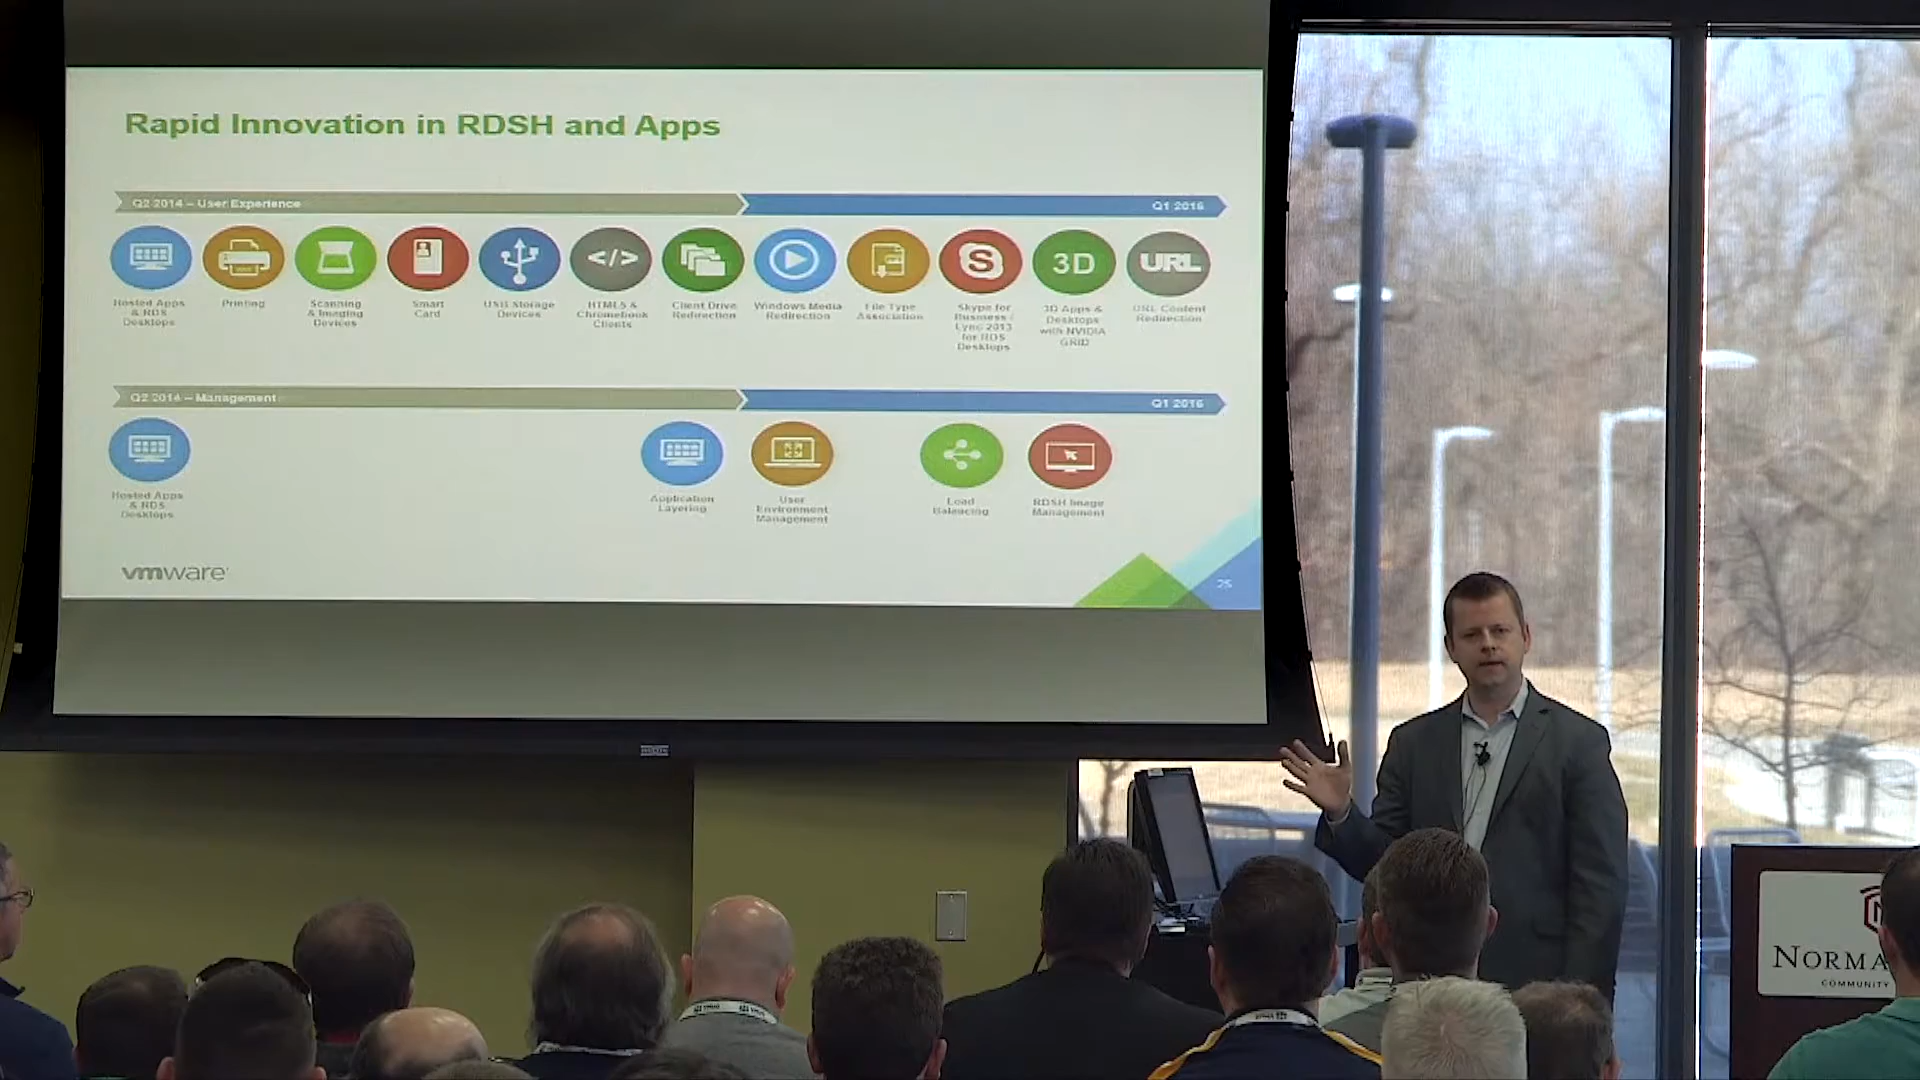 Rapid Innovation in RDSH and Apps
Q2 2014 – User Experience
Q1 2016
Hosted Apps
& RDS
Desktops
Printing
Scanning
& Imaging
Devices
Smart
Card
USB Storage
Devices
</>
HTML5 &
Chromebook
Clients
Client Drive
Redirection
Windows Media
Redirection
File Type
Association
S
Skype for
Business /
Lync 2013
for RDS
Desktops
3D
3D Apps &
Desktops
with NVIDIA
GRID
URL
URL Content
Redirection
Q2 2014 – Management
Q1 2016
Hosted Apps
& RDS
Desktops
Application
Layering
User
Environment
Management
Load
Balancing
RDSH Image
Management
vmware
25
NORMA
COMMUNITY